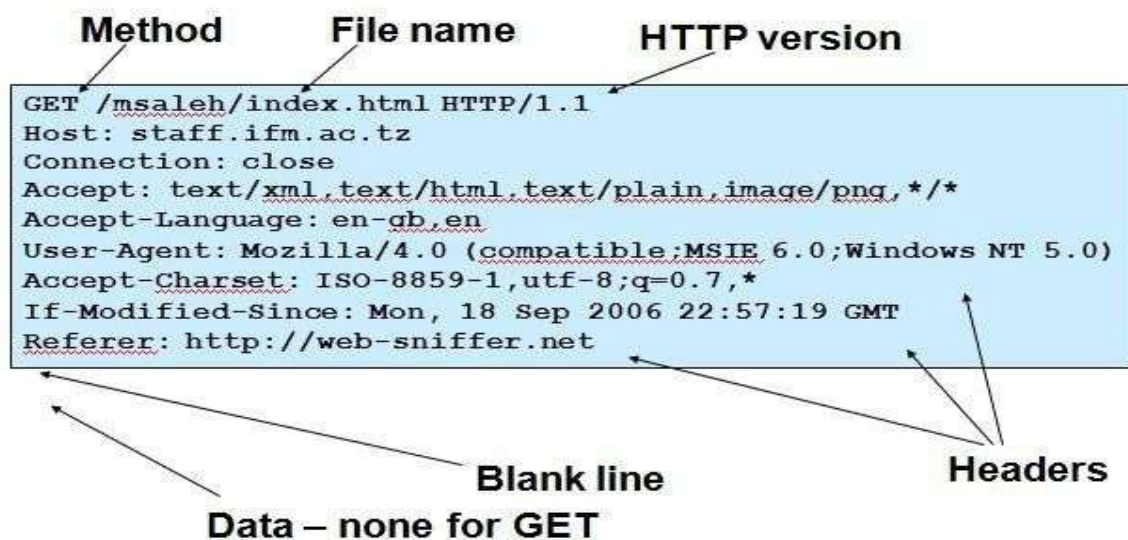 Method File name HTTP version
GET /msaleh/index.html HTTP/1.1
Host: staff.ifm.ac.tz
Connection: close
Accept: text/xml,text/html,text/plain,image/png,*/*
Accept-Language: en-gb,en
User-Agent: Mozilla/4.0 (compatible;MSIE 6.0;Windows NT 5.0)
Accept-Charset: ISO-8859-1,utf-8;q=0.7,*
If-Modified-Since: Mon, 18 Sep 2006 22:57:19 GMT
Referer: http://web-sniffer.net
Headers
Blank line
Data – none for GET